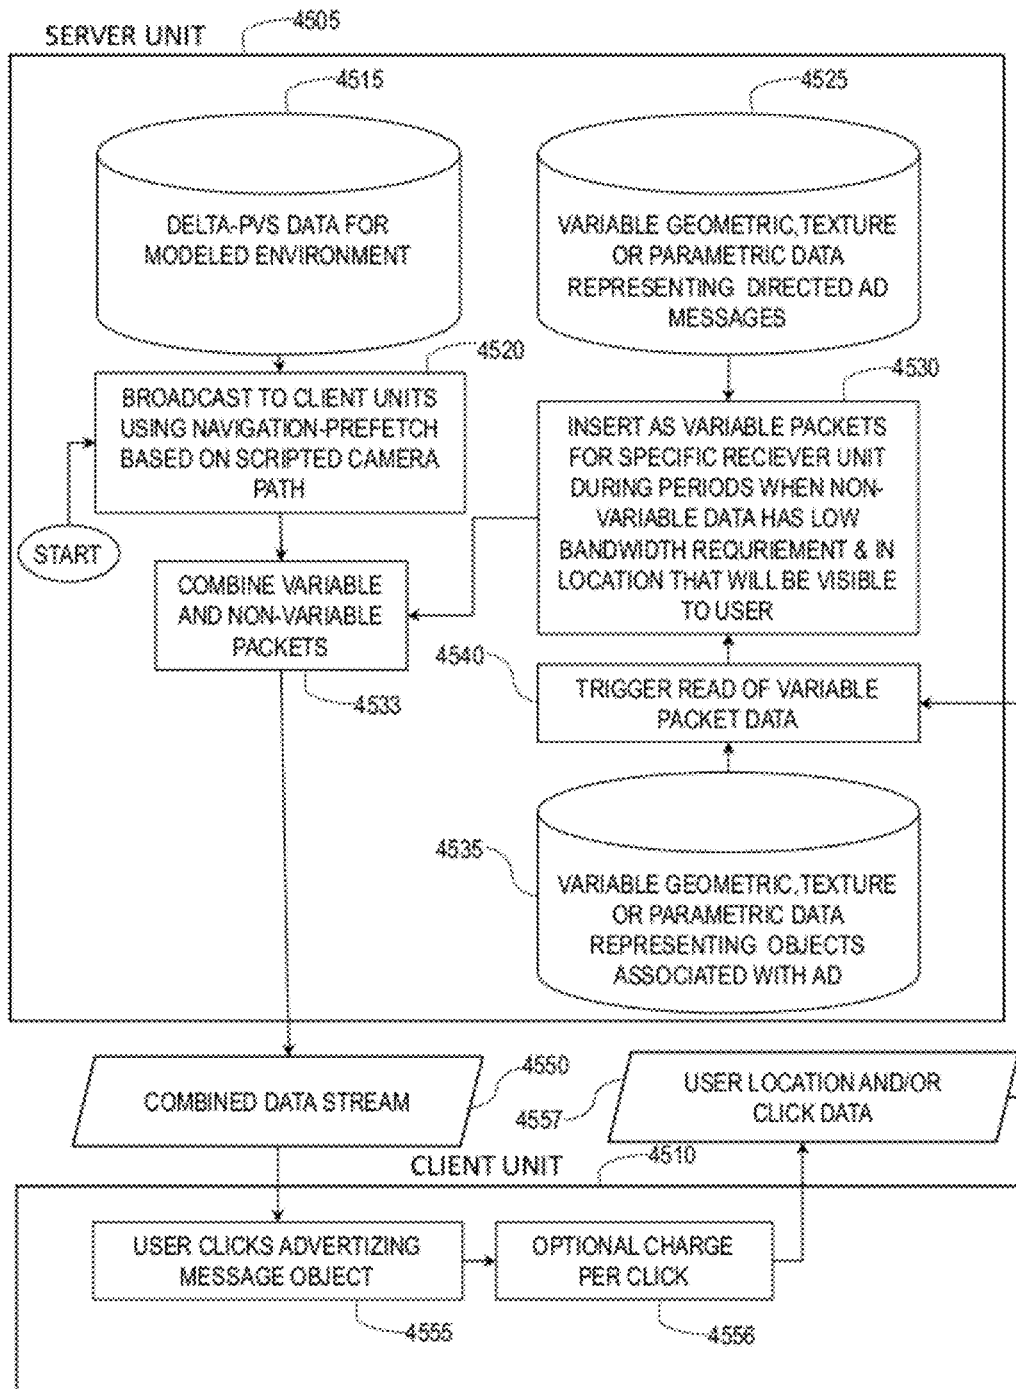 SERVER UNIT
4505
4515
4525
DELTA-PVS DATA FOR
MODELED ENVIRONMENT
VARIABLE GEOMETRIC,TEXTURE
OR PARAMETRIC DATA
REPRESENTING DIRECTED AD
MESSAGES
4520
BROADCAST TO CLIENT UNITS
USING NAVIGATION-PREFETCH
BASED ON SCRIPTED CAMERA
PATH
4530
INSERT AS VARIABLE PACKETS
FOR SPECIFIC RECIEVER UNIT
DURING PERIODS WHEN NON-
VARIABLE DATA HAS LOW
BANDWIDTH REQURIEMENT & IN
LOCATION THAT WILL BE VISIBLE
TO USER
START
COMBINE VARIABLE
AND NON-VARIABLE
PACKETS
4533
4540
TRIGGER READ OF VARIABLE
PACKET DATA
4535
VARIABLE GEOMETRIC,TEXTURE
OR PARAMETRIC DATA
REPRESENTING OBJECTS
ASSOCIATED WITH AD
COMBINED DATA STREAM
4550
4557
USER LOCATION AND/OR
CLICK DATA
CLIENT UNIT
4510
USER CLICKS ADVERTIZING
MESSAGE OBJECT
4555
OPTIONAL CHARGE
PER CLICK
4556